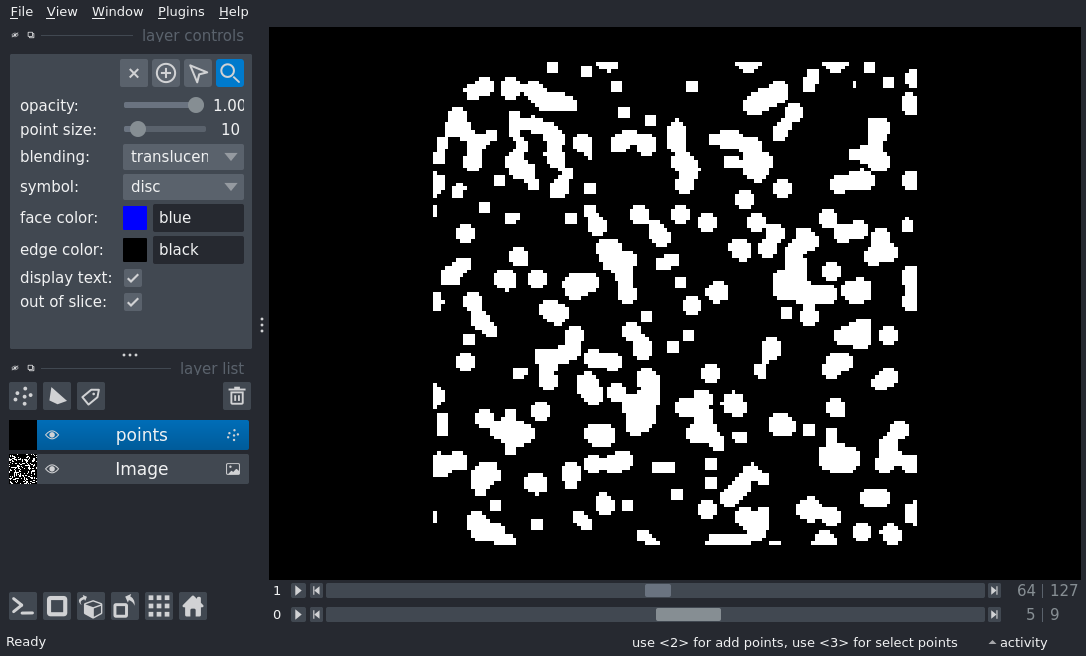 File View Window Plugins Help
layer controls
opacity: 1.00
point size: 10
blending: translucen
symbol: disc
face color: blue
edge color: black
display text:
out of slice:
layer list
points
Image
1 64 | 127
0 5 | 9
Ready use <2> for add points, use <3> for select points activity